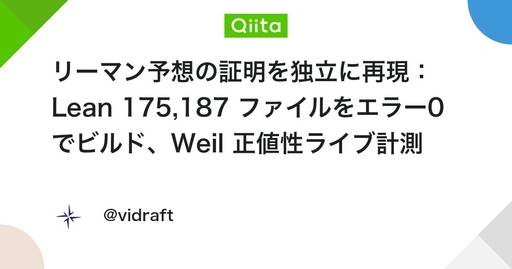 Qiita
リーマン予想の証明を独立に再現：
Lean 175,187 ファイルをエラー0
でビルド、Weil 正値性ライブ計測
@vidraft